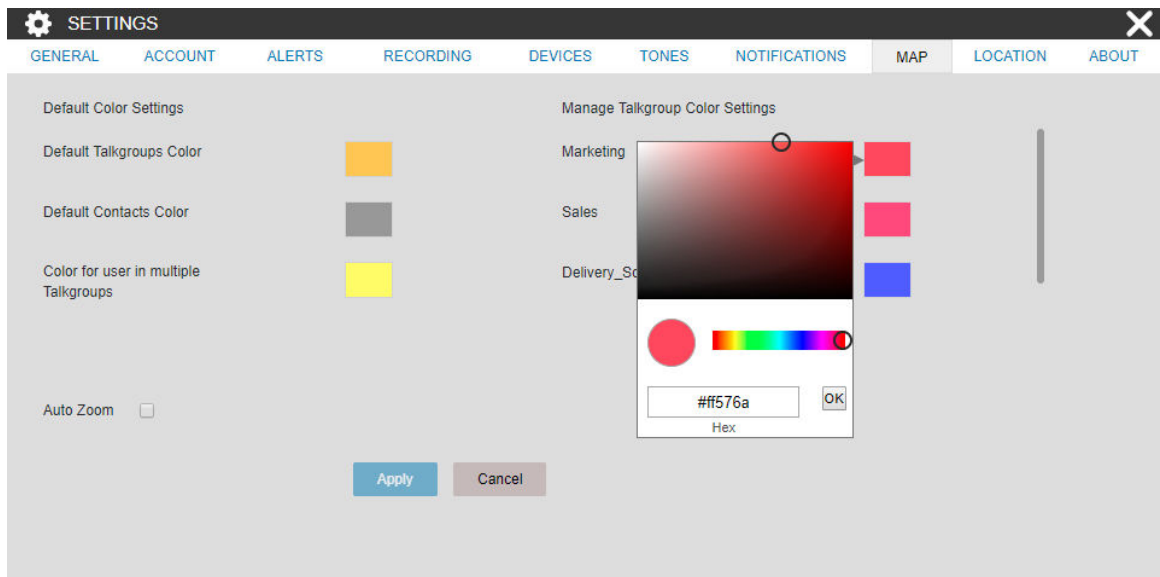 SETTINGS
GENERAL ACCOUNT ALERTS RECORDING DEVICES TONES NOTIFICATIONS MAP LOCATION ABOUT
Default Color Settings
Default Talkgroups Color
Default Contacts Color
Color for user in multiple
Talkgroups
Auto Zoom
Manage Talkgroup Color Settings
Marketing
Sales
#ff576a
OK
Hex
Apply Cancel